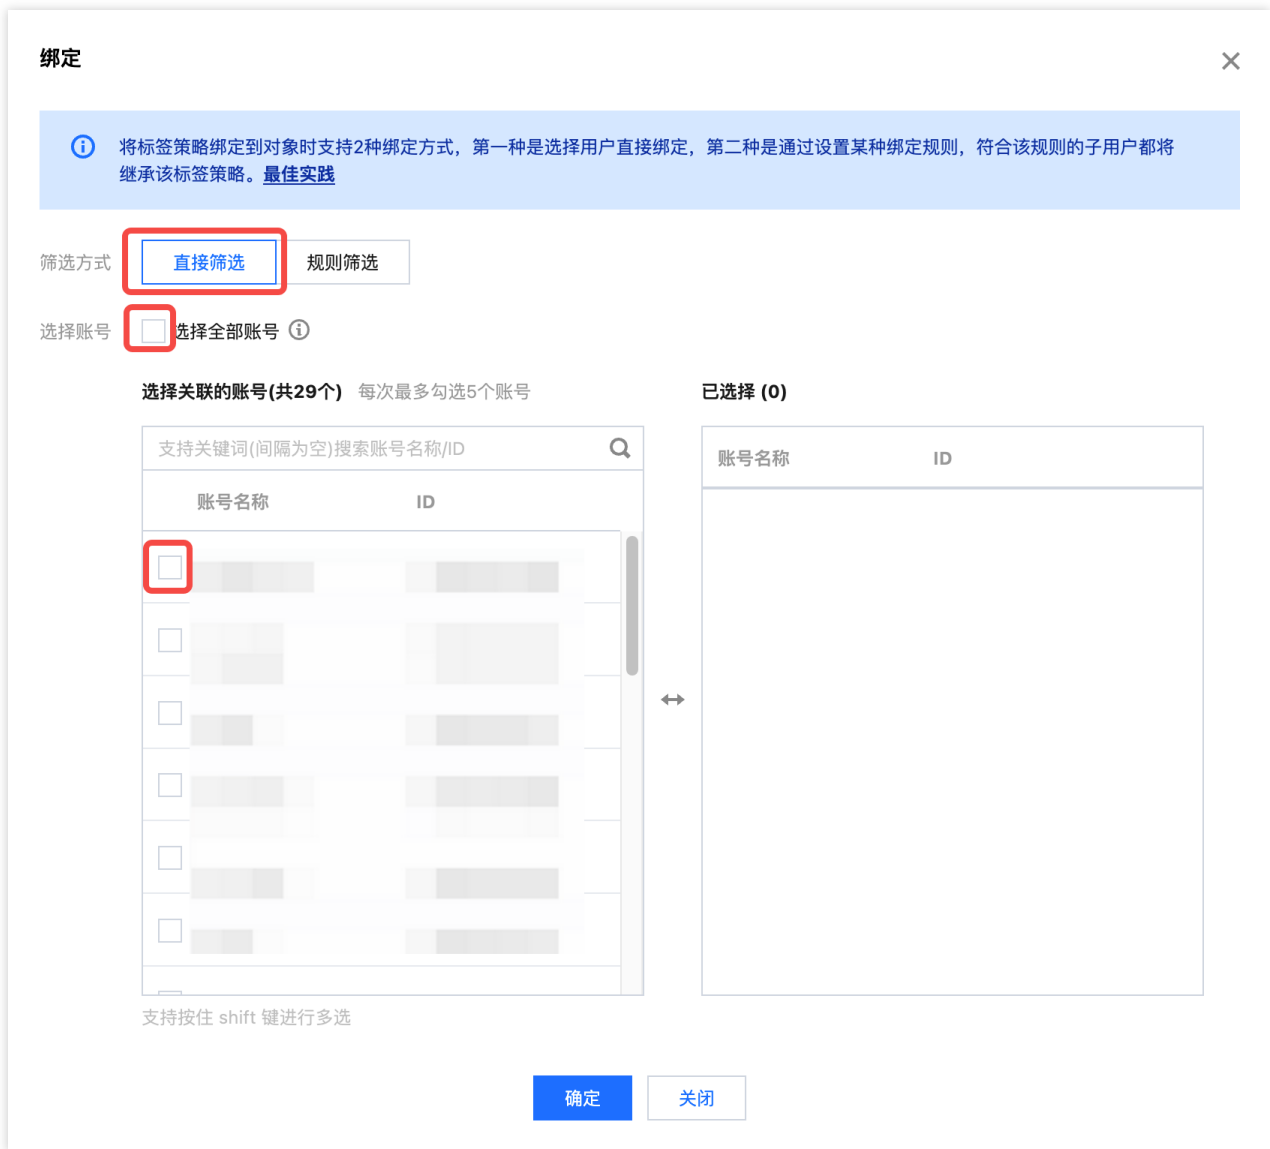 绑定
将标签策略绑定到对象时支持2种绑定方式，第一种是选择用户直接绑定，第二种是通过设置某种绑定规则，符合该规则的子用户都将
继承该标签策略。最佳实践
筛选方式 直接筛选 规则筛选
选择账号 选择全部账号
选择关联的账号(共29个) 每次最多勾选5个账号 已选择 (0)
支持关键词(间隔为空)搜索账号名称/ID
账号名称 ID
账号名称 ID
支持按住 shift 键进行多选
确定 关闭